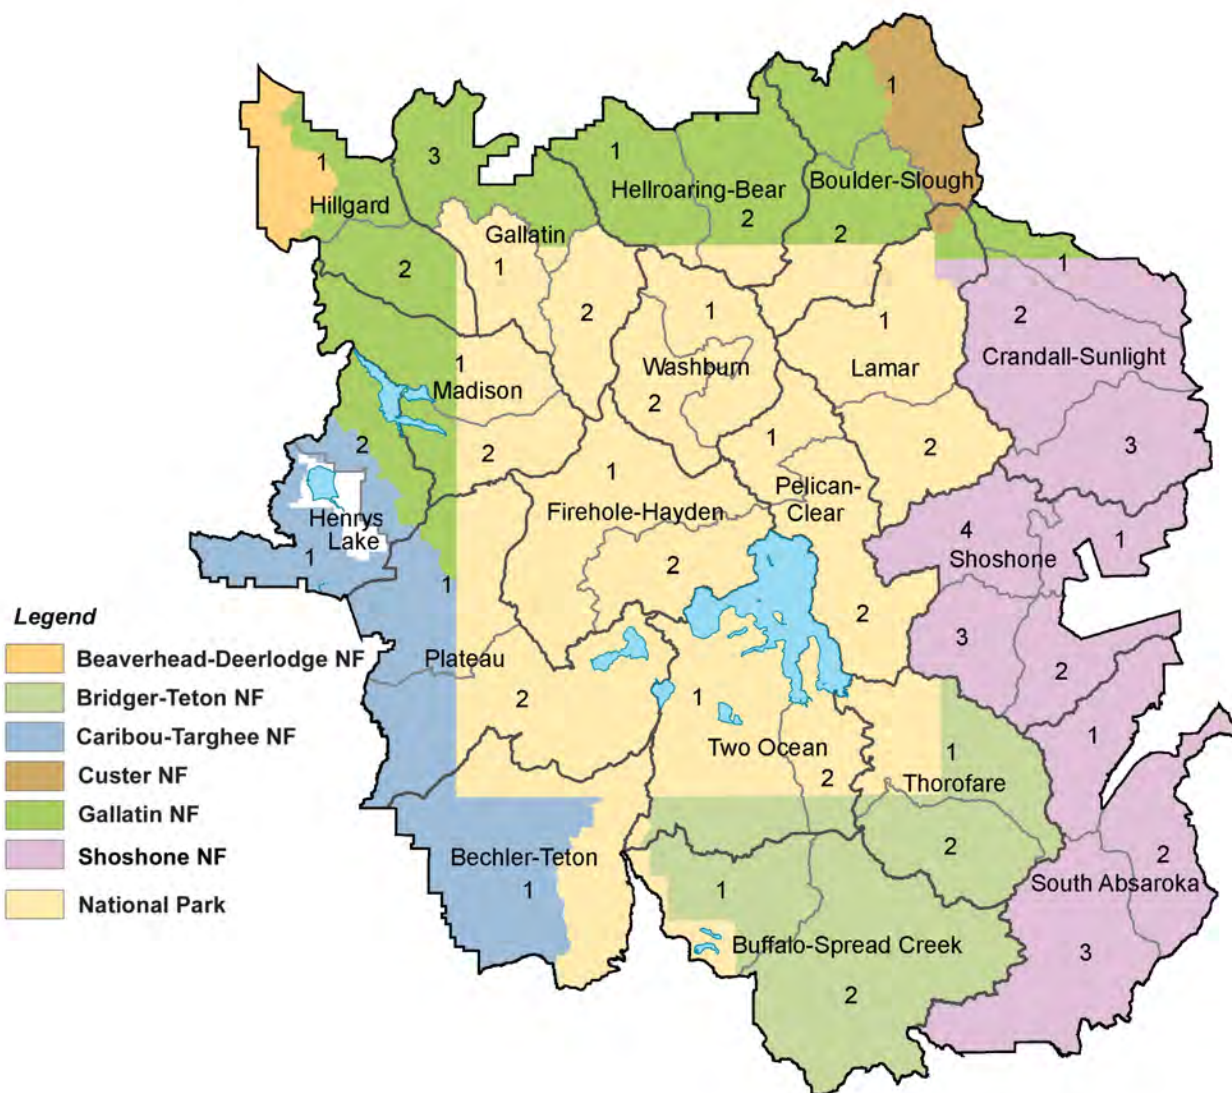 1
1
3
1
Hellroaring-Bear
Boulder-Slough
Hillgard
2
2
Gallatin
2
1
1
2
1
1
2
Washburn
Lamar
Crandall-Sunlight
1
Madison
2
2
2
1
2
3
1
Pelican-
Clear
Firehole-Hayden
Henrys
Lake
1
2
4
Shoshone
1
1
2
3
2
Plateau
2
1
1
1
Two Ocean
2
Thorofare
Bechler-Teton
1
1
2
2
South Absaroka
Buffalo-Spread Creek
3
2
Legend
Beaverhead-Deerlodge NF
Bridger-Teton NF
Caribou-Targhee NF
Custer NF
Gallatin NF
Shoshone NF
National Park